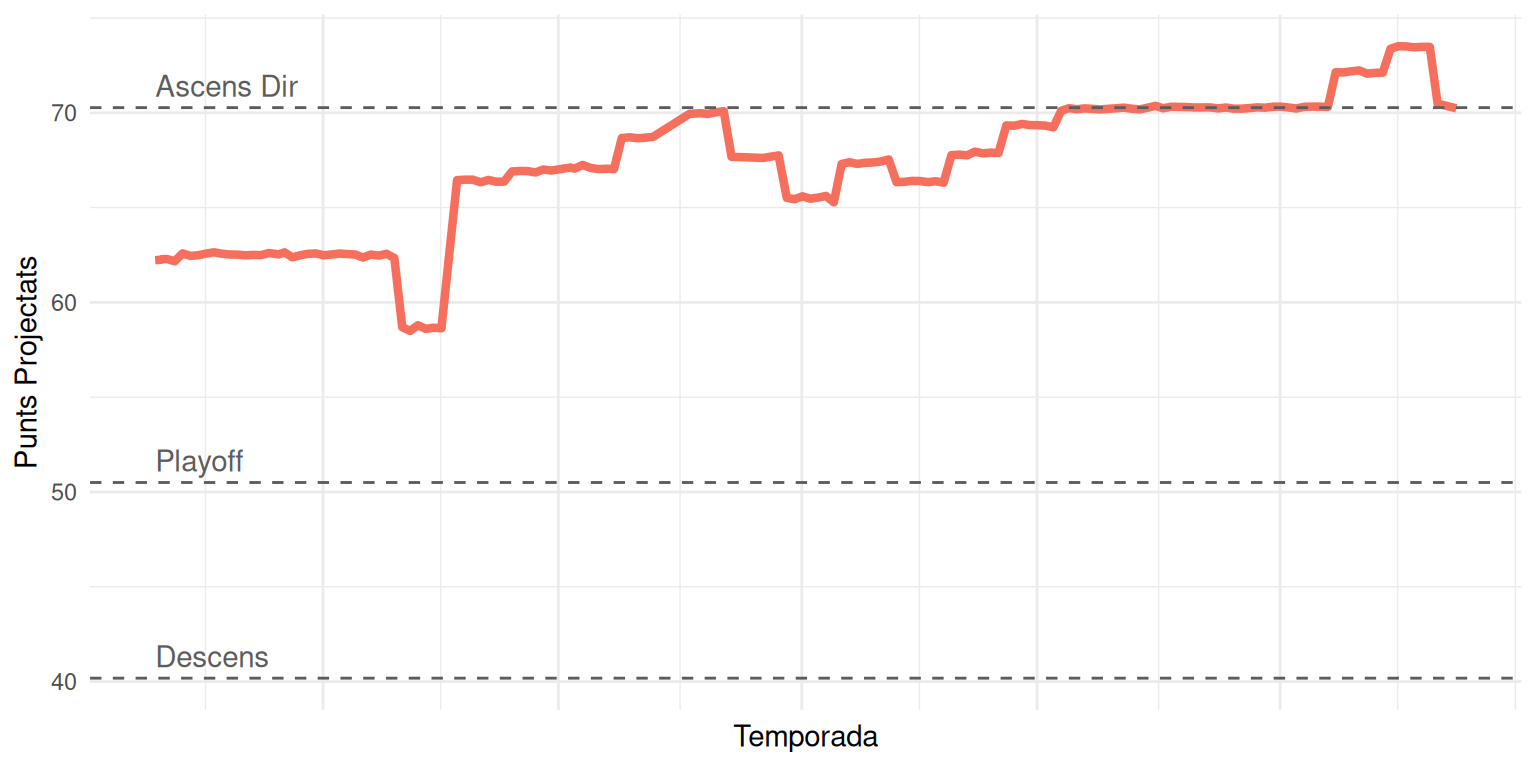 Ascens Dir
70
60
Playoff
50
Descens
40
Punts Projectats
Temporada